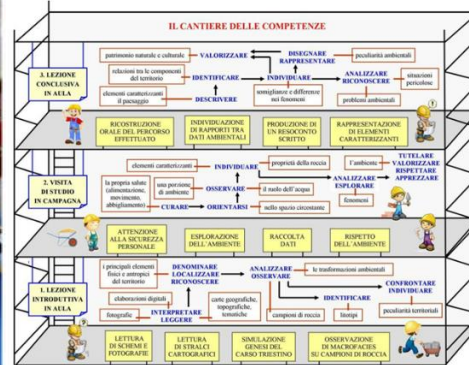 IL CANTIERE DELLE COMPETENZE
3. LEZIONE
CONCLUSIVA
IN AULA
patrimonio naturale e culturale
VALORIZZARE
DISEGNARE
RAPPRESENTARE
peculiarità ambientali
relazioni tra le componenti
del territorio
IDENTIFICARE
INDIVIDUARE
ANALIZZARE
RICONOSCERE
situazioni
pericolose
elementi caratterizzanti
il paesaggio
DESCRIVERE
somiglianze e differenze
nei fenomeni
problemi ambientali
RICOSTRUZIONE
ORALE DEL PERCORSO
EFFETTUATO
INDIVIDUAZIONE
DI RAPPORTI TRA
DATI AMBIENTALI
PRODUZIONE DI
UN RESOCONTO
SCRITTO
RAPPRESENTAZIONE
DI ELEMENTI
CARATTERIZZANTI
2. VISITA
DI STUDIO
IN CAMPAGNA
elementi caratterizzanti
INDIVIDUARE
proprietà della roccia
l'ambiente
TUTELARE
VALORIZZARE
RISPETTARE
APPREZZARE
la propria salute
(alimentazione,
movimento,
abbigliamento)
una porzione
di ambiente
OSSERVARE
il ruolo dell'acqua
ANALIZZARE
ESPLORARE
CURARE
ORIENTARSI
nello spazio circostante
fenomeni
ATTENZIONE
ALLA SICUREZZA
PERSONALE
ESPLORAZIONE
DELL'AMBIENTE
RACCOLTA
DATI
RISPETTO
DELL'AMBIENTE
1. LEZIONE
INTRODUTTIVA
IN AULA
i principali elementi
fisici e antropici
del territorio
DENOMINARE
LOCALIZZARE
RICONOSCERE
ANALIZZARE
OSSERVARE
le trasformazioni ambientali
CONFRONTARE
INDIVIDUARE
elaborazioni digitali
carte geografiche,
topografiche,
tematiche
IDENTIFICARE
fotografie
INTERPRETARE
LEGGERE
campioni di roccia
litotipi
peculiarità territoriali
LETTURA
DI SCHEMI E
FOTOGRAFIE
LETTURA
DI STRALCI
CARTOGRAFICI
SIMULAZIONE
GENESI DEL
CARSO TRIESTINO
OSSERVAZIONE
DI MACROFACIES
SU CAMPIONI DI ROCCIA